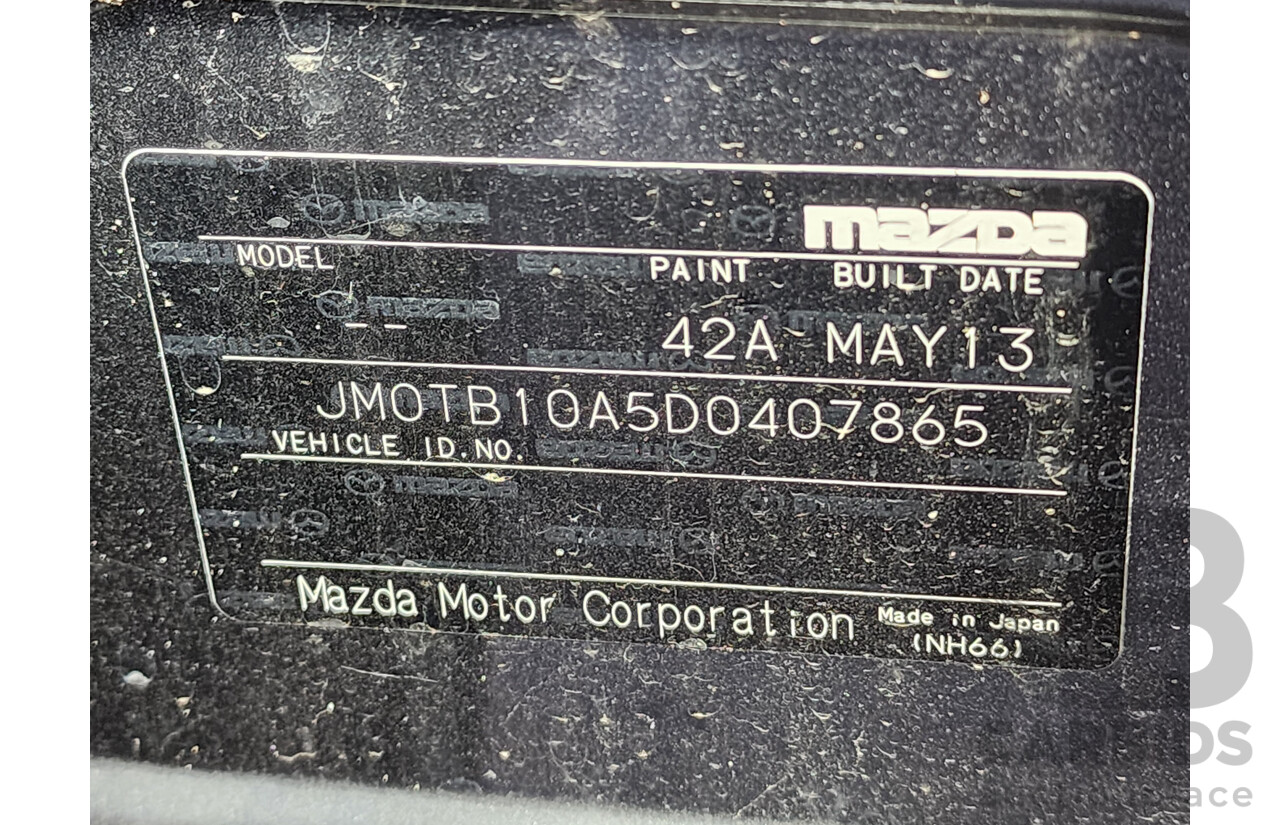 mazda
MODEL PAINT BUILT DATE
-- 42A MAY13
JM0TB10A5D0407865
VEHICLE ID.NO.
Mazda Motor Corporation Made in Japan
(NH66)